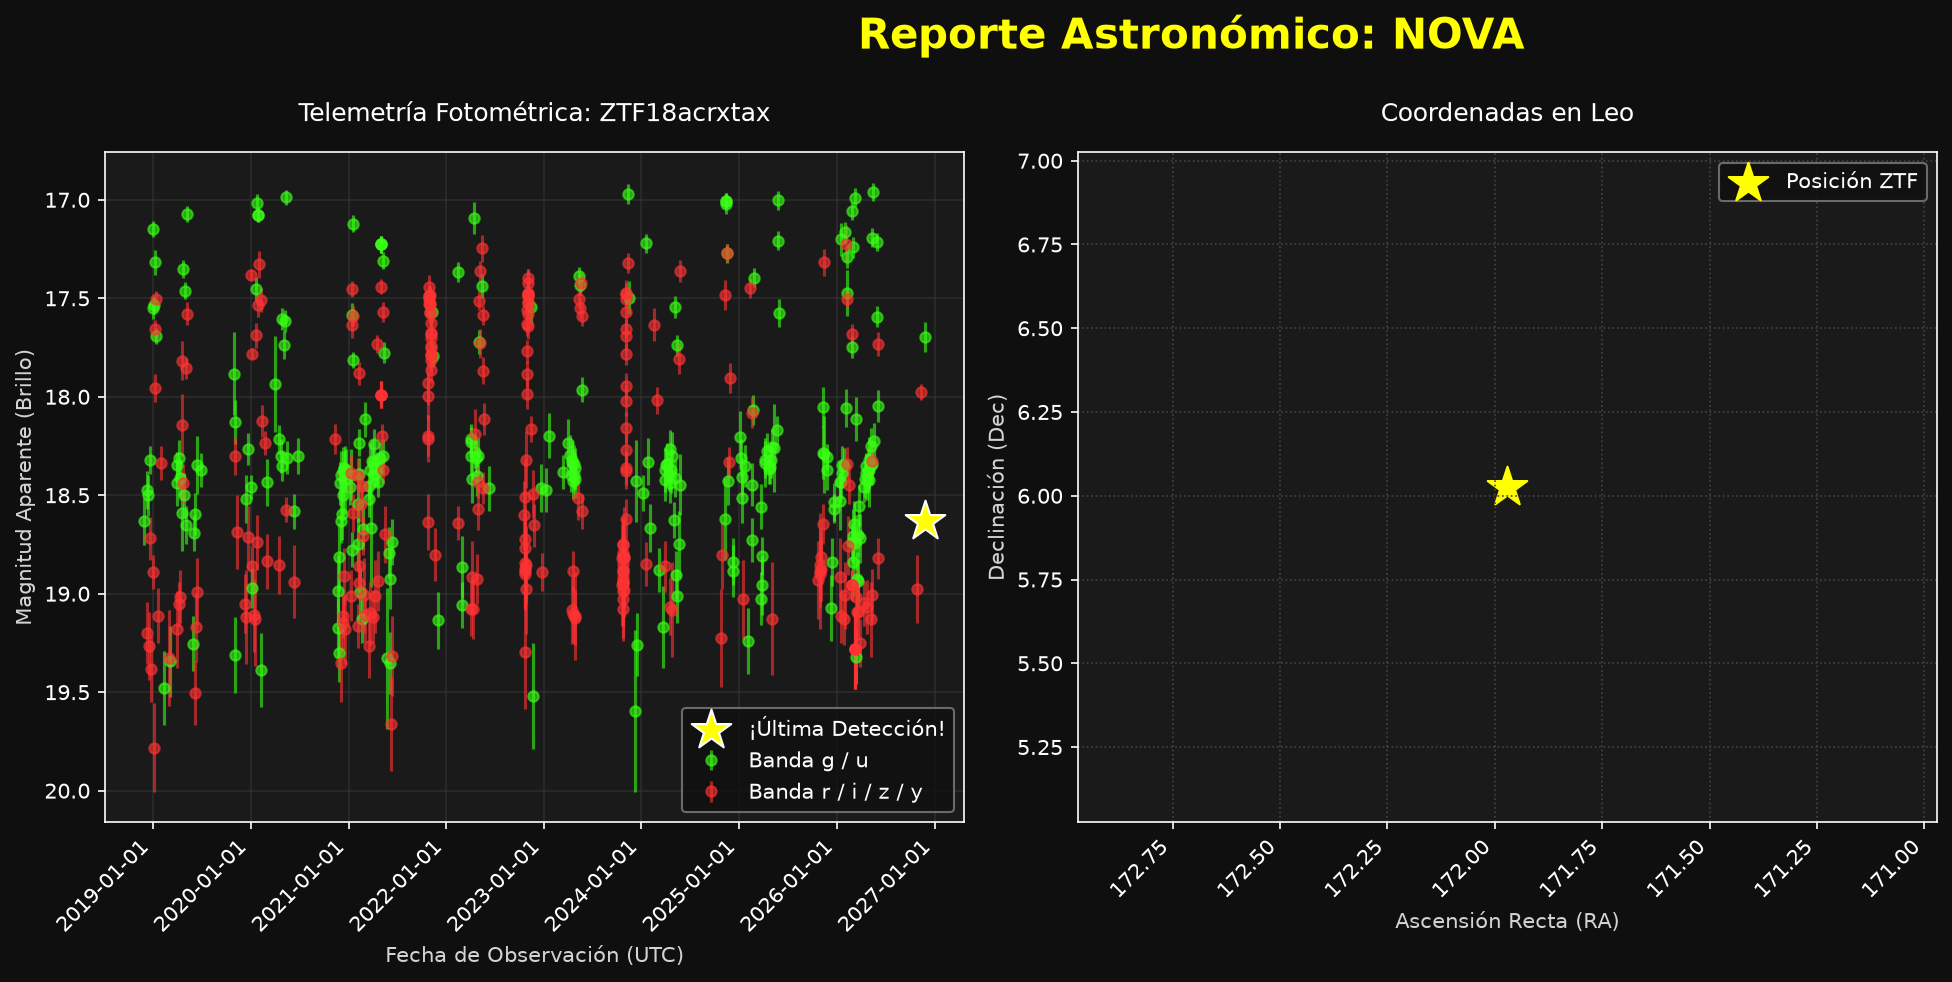 Reporte Astronómico: NOVA
Telemetría Fotométrica: ZTF18acrxtax
Magnitud Aparente (Brillo)
17.0
17.5
18.0
18.5
19.0
19.5
20.0
¡Última Detección!
Banda g / u
Banda r / i / z / y
2019-01-01
2020-01-01
2021-01-01
2022-01-01
2023-01-01
2024-01-01
2025-01-01
2026-01-01
2027-01-01
Fecha de Observación (UTC)
Coordenadas en Leo
Declinación (Dec)
7.00
6.75
6.50
6.25
6.00
5.75
5.50
5.25
Posición ZTF
172.75
172.50
172.25
172.00
171.75
171.50
171.25
171.00
Ascensión Recta (RA)